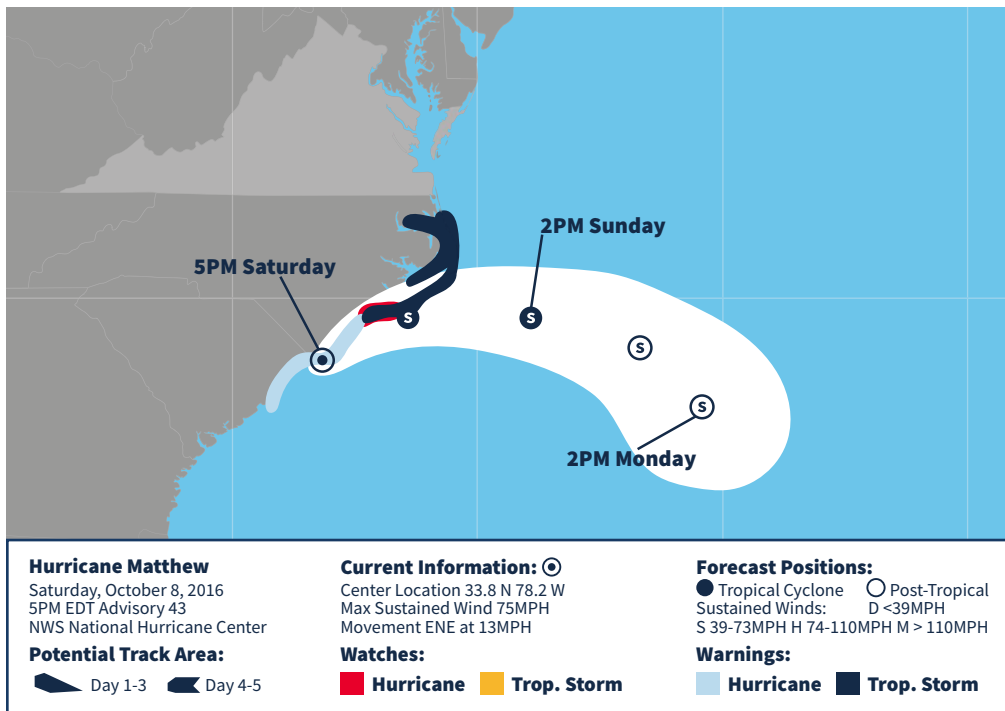 2PM Sunday
5PM Saturday
S
S
S
S
2PM Monday
Hurricane Matthew
Saturday, October 8, 2016
5PM EDT Advisory 43
NWS National Hurricane Center
Potential Track Area:
Day 1-3 Day 4-5
Current Information:
Center Location 33.8 N 78.2 W
Max Sustained Wind 75MPH
Movement ENE at 13MPH
Watches:
Hurricane Trop. Storm
Forecast Positions:
Tropical Cyclone Post-Tropical
Sustained Winds: D <39MPH
S 39-73MPH H 74-110MPH M > 110MPH
Warnings:
Hurricane Trop. Storm